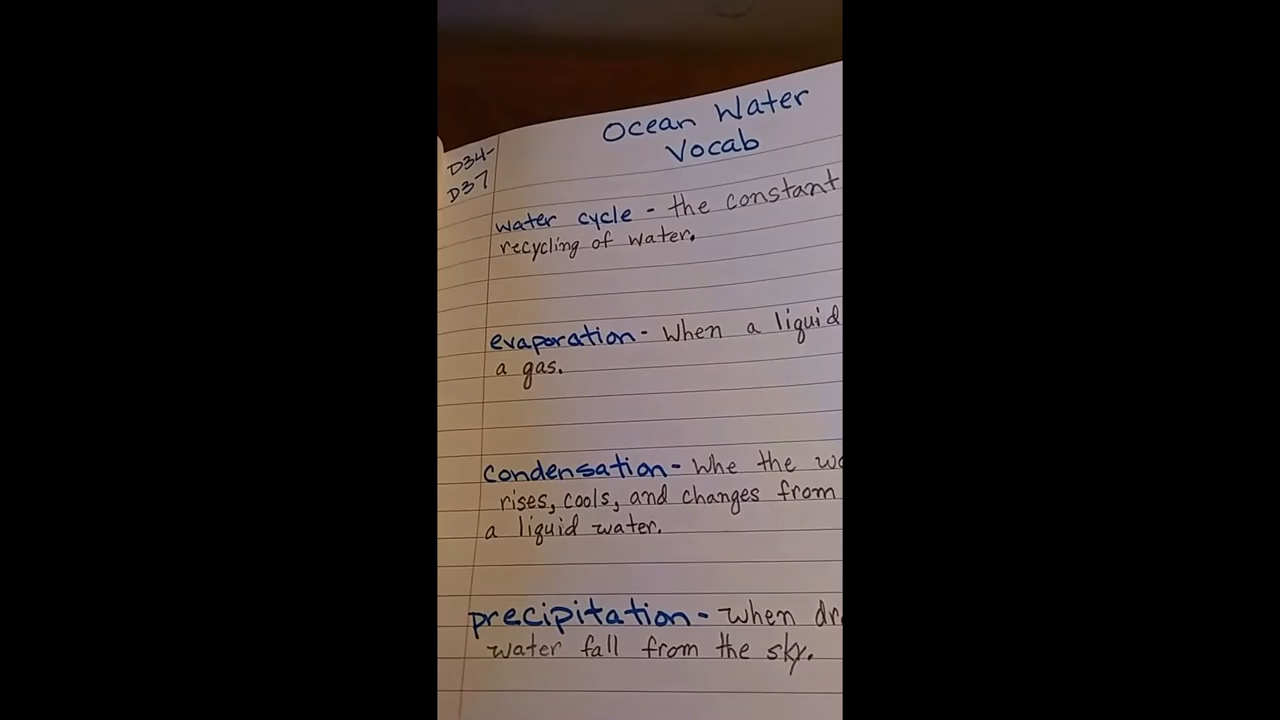 Ocean Water
Vocab
D34-
D37
water cycle - the constant
recycling of water.
evaporation - When a liquid
a gas.
condensation - Whe the
rises, cools, and changes from
a liquid water.
precipitation - when
water fall from the sky.